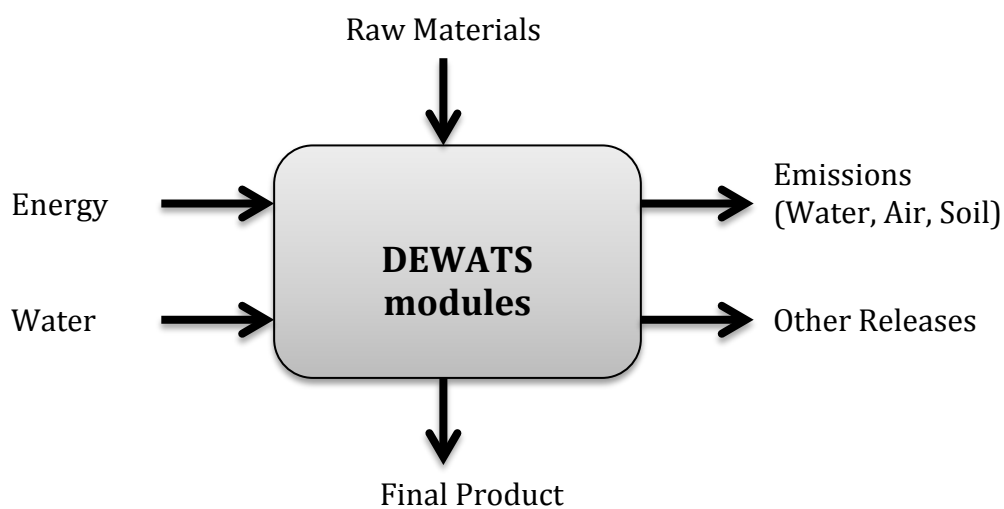 Raw Materials
Energy
Emissions
(Water, Air, Soil)
DEWATS
modules
Water
Other Releases
Final Product